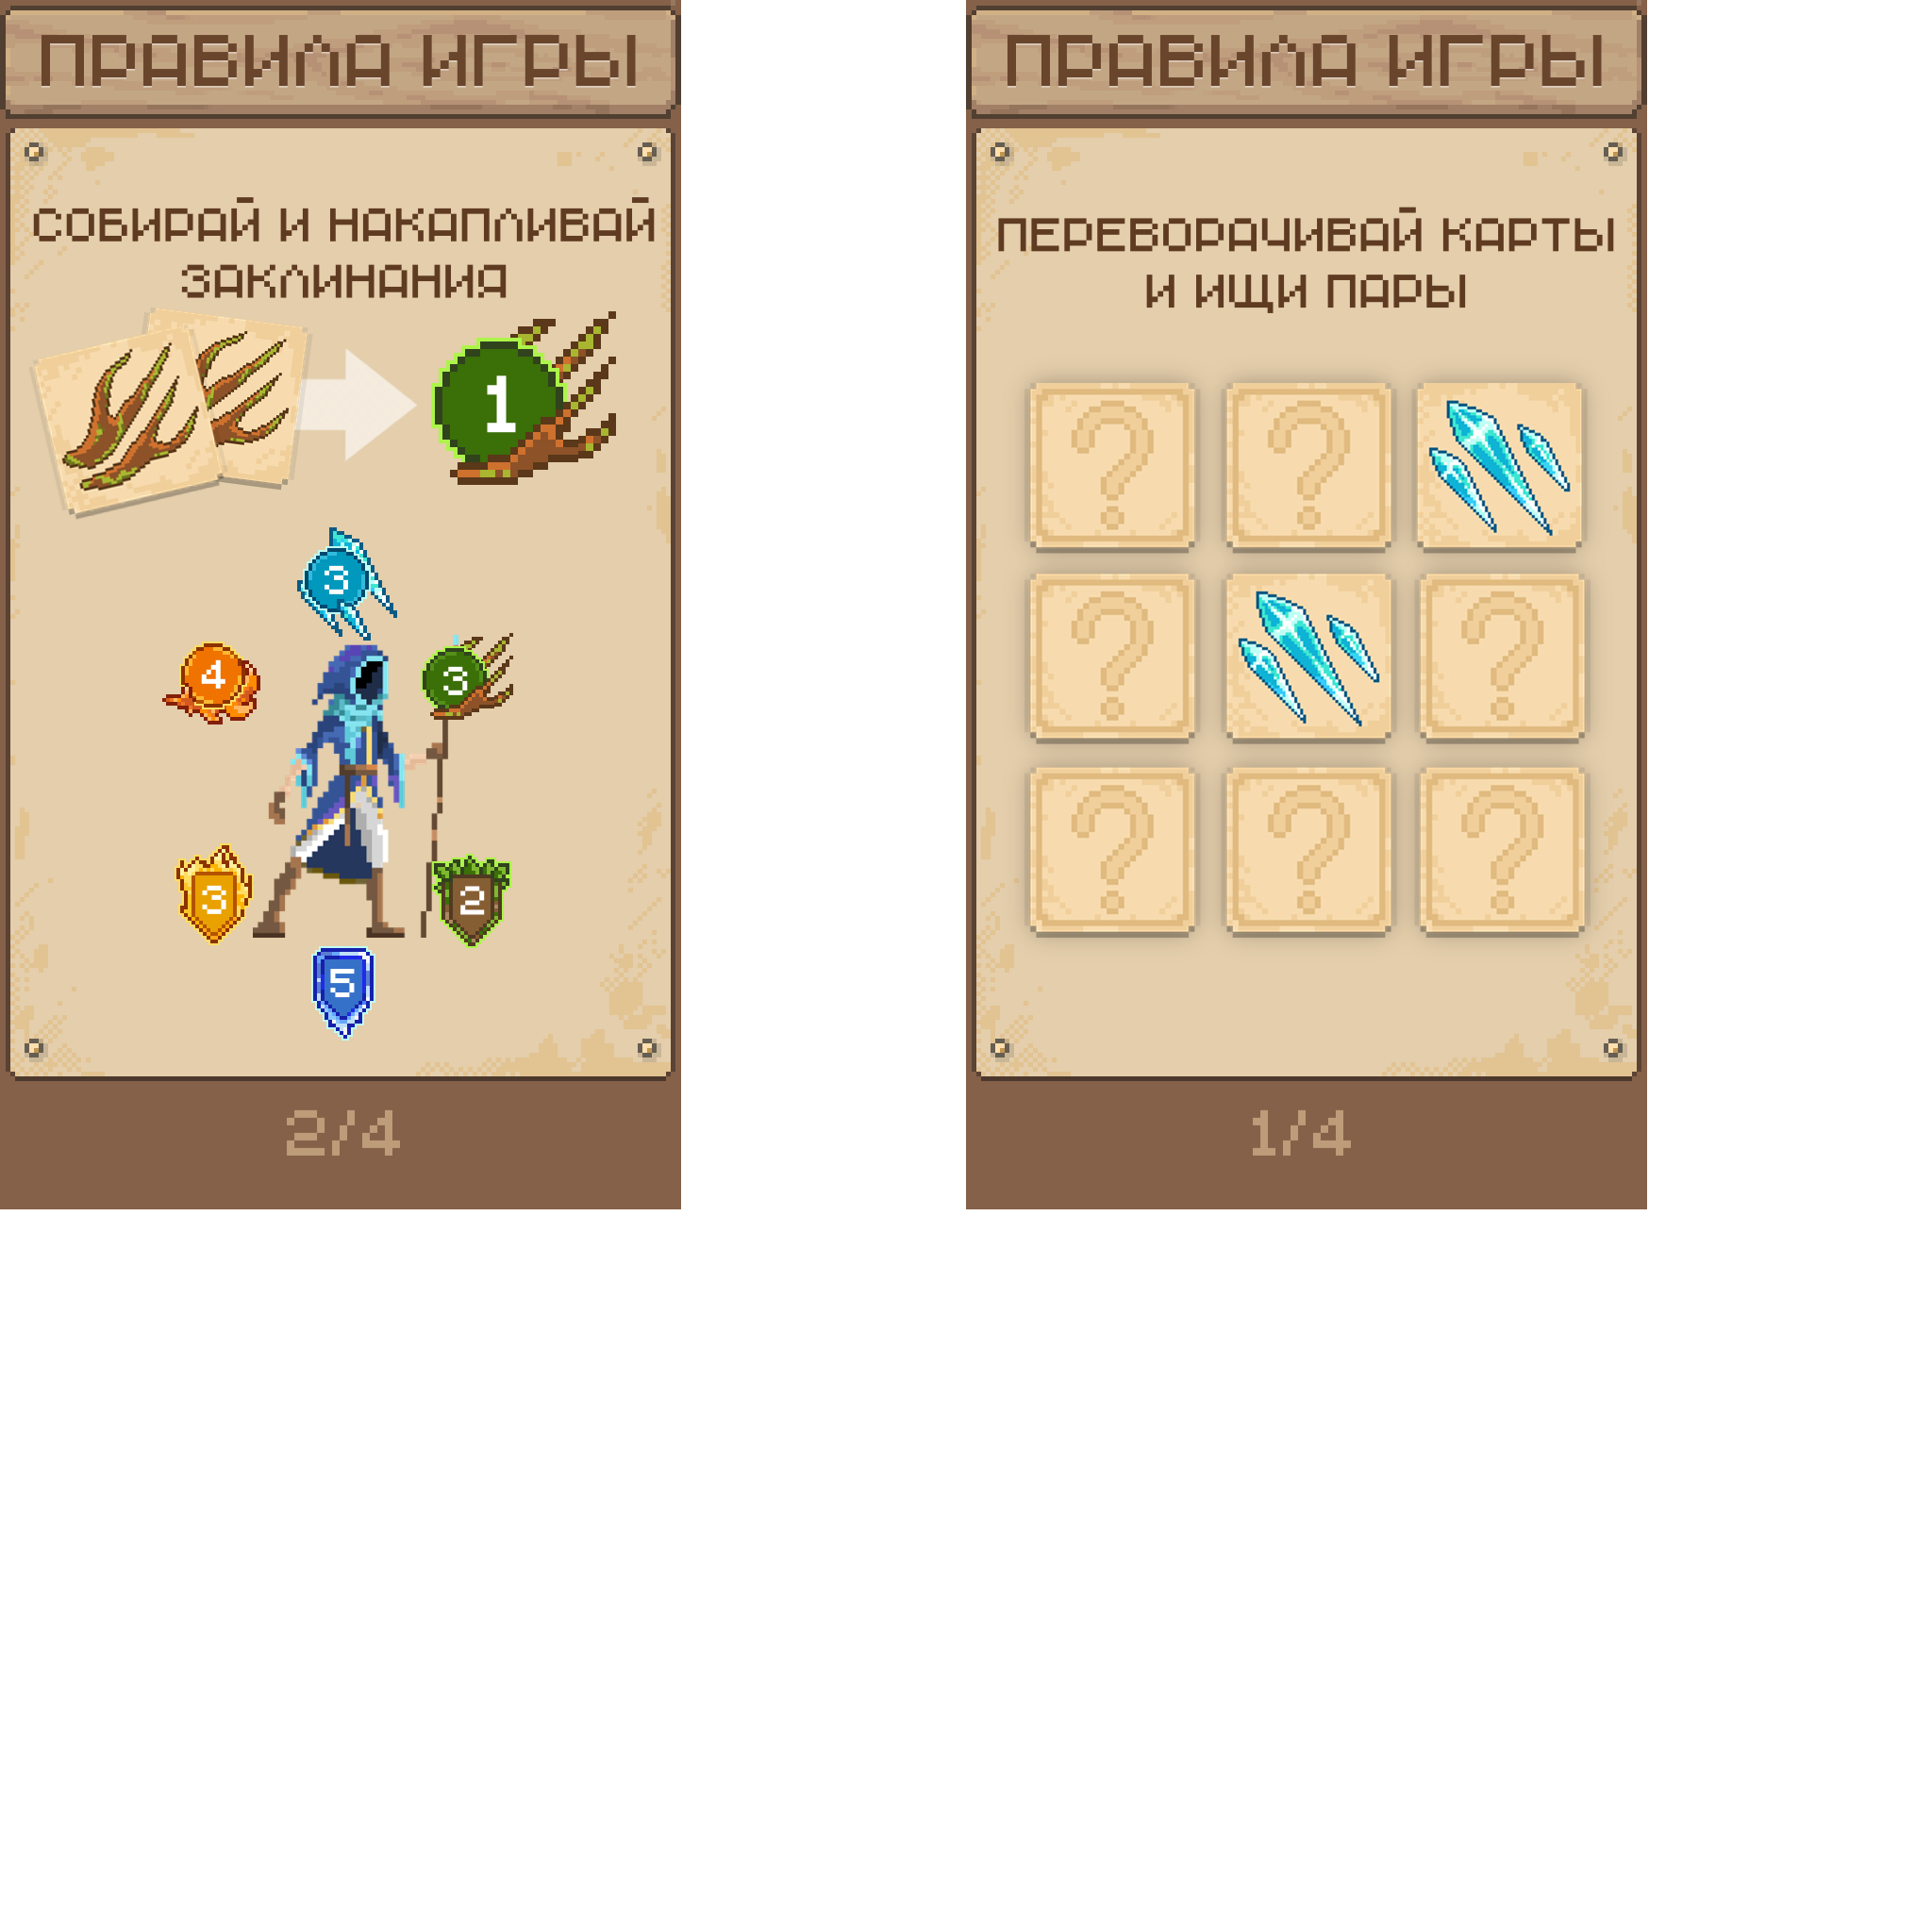 ПРАВИЛА ИГРЫ
СОБИРАЙ И НАКАПЛИВАЙ
ЗАКЛИНАНИЯ
1
3
4
3
3
2
5
2/4
ПРАВИЛА ИГРЫ
ПЕРЕВОРАЧИВАЙ КАРТЫ
И ИЩИ ПАРЫ
? ?
? ?
? ? ?
1/4